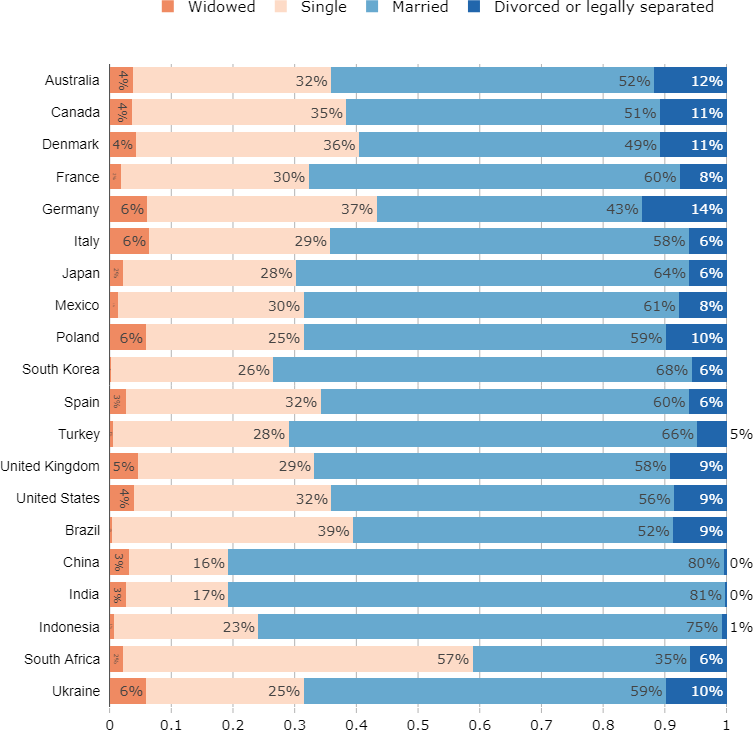 Widowed Single Married Divorced or legally separated
Australia 4% 32% 52% 12%
Canada 4% 35% 51% 11%
Denmark 4% 36% 49% 11%
France 30% 60% 8%
Germany 6% 37% 43% 14%
Italy 6% 29% 58% 6%
Japan 2% 28% 64% 6%
Mexico 30% 61% 8%
Poland 6% 25% 59% 10%
South Korea 26% 68% 6%
Spain 3% 32% 60% 6%
Turkey 28% 66% 5%
United Kingdom 5% 29% 58% 9%
United States 4% 32% 56% 9%
Brazil 39% 52% 9%
China 3% 16% 80% 0%
India 3% 17% 81% 0%
Indonesia 23% 75% 1%
South Africa 2% 57% 35% 6%
Ukraine 6% 25% 59% 10%
0 0.1 0.2 0.3 0.4 0.5 0.6 0.7 0.8 0.9 1